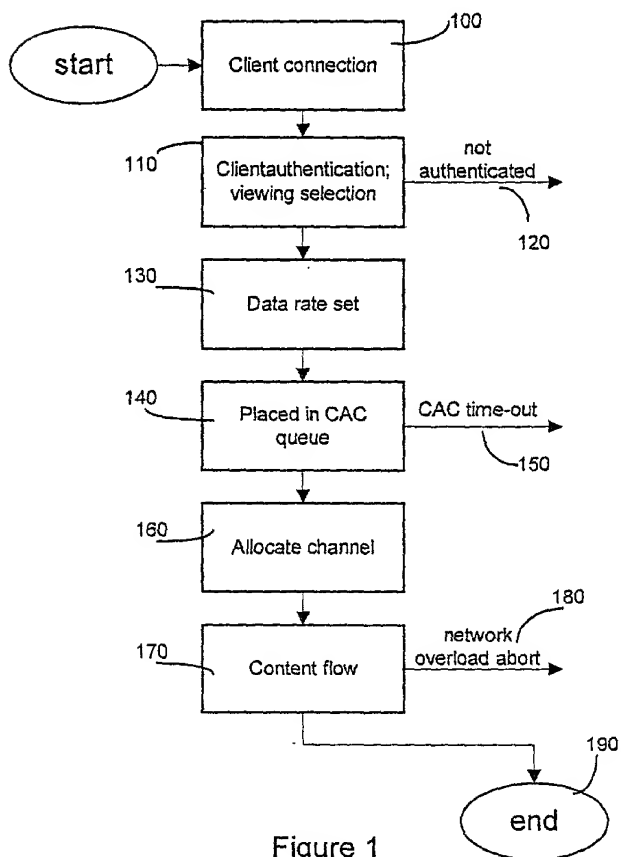 100
start
Client connection
110
Clientauthentication;
viewing selection
not
authenticated
120
130
Data rate set
140
Placed in CAC
queue
CAC time-out
150
160
Allocate channel
170
Content flow
180
network
overload abort
190
end
Figure 1